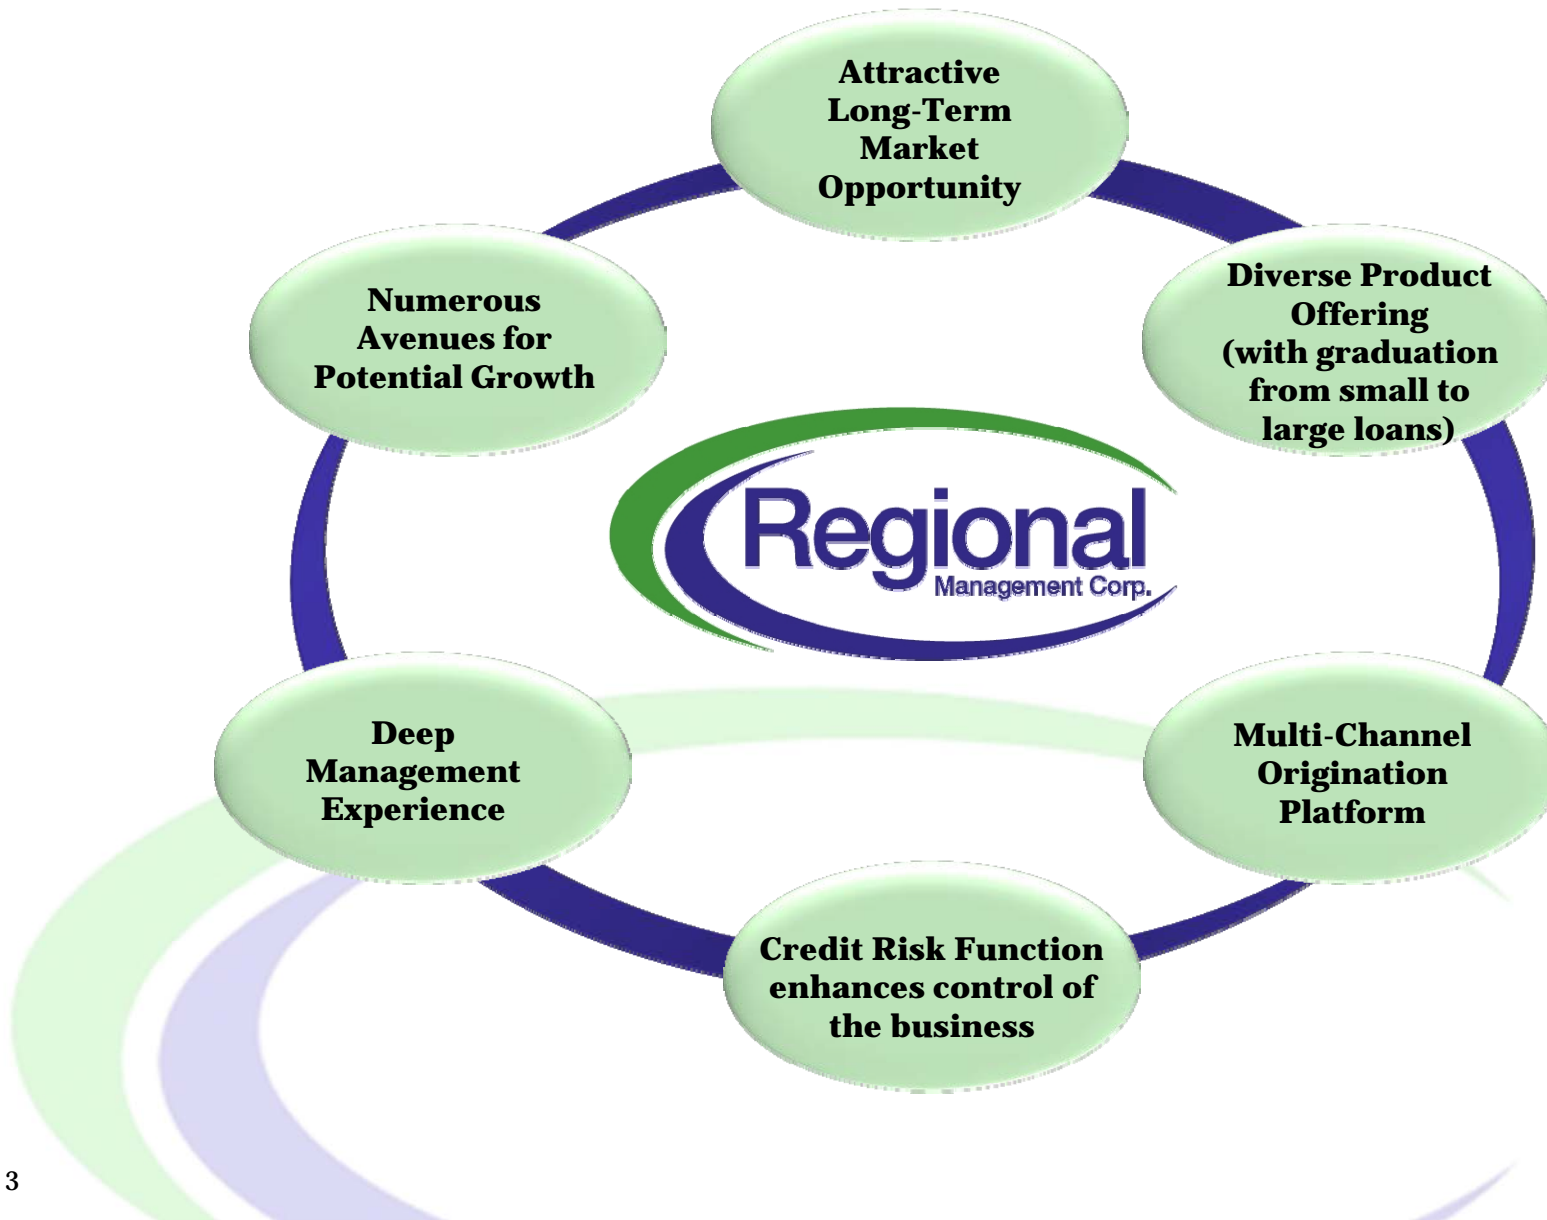 Attractive
Long-Term
Market
Opportunity
Diverse Product
Offering
(with graduation
from small to
large loans)
Numerous
Avenues for
Potential Growth
Regional
Management Corp.
Deep
Management
Experience
Multi-Channel
Origination
Platform
Credit Risk Function
enhances control of
the business
3